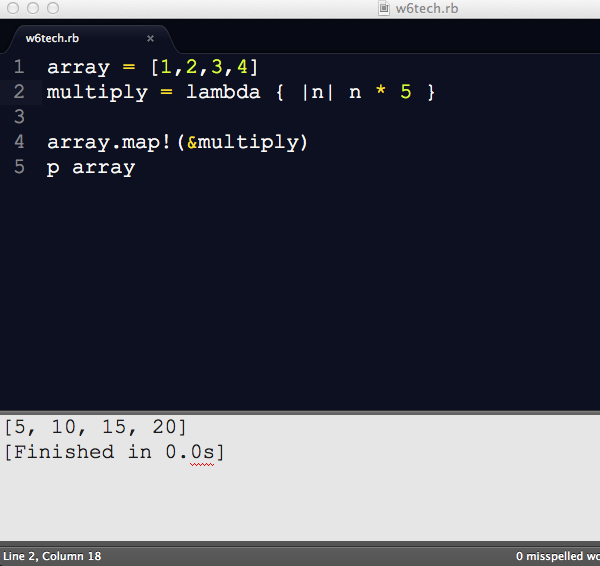 w6tech.rb
w6tech.rb ×
1 array = [1,2,3,4]
2 multiply = lambda { |n| n * 5 }
3
4 array.map!(&multiply)
5 p array
[5, 10, 15, 20]
[Finished in 0.0s]
Line 2, Column 18 0 misspelled wo